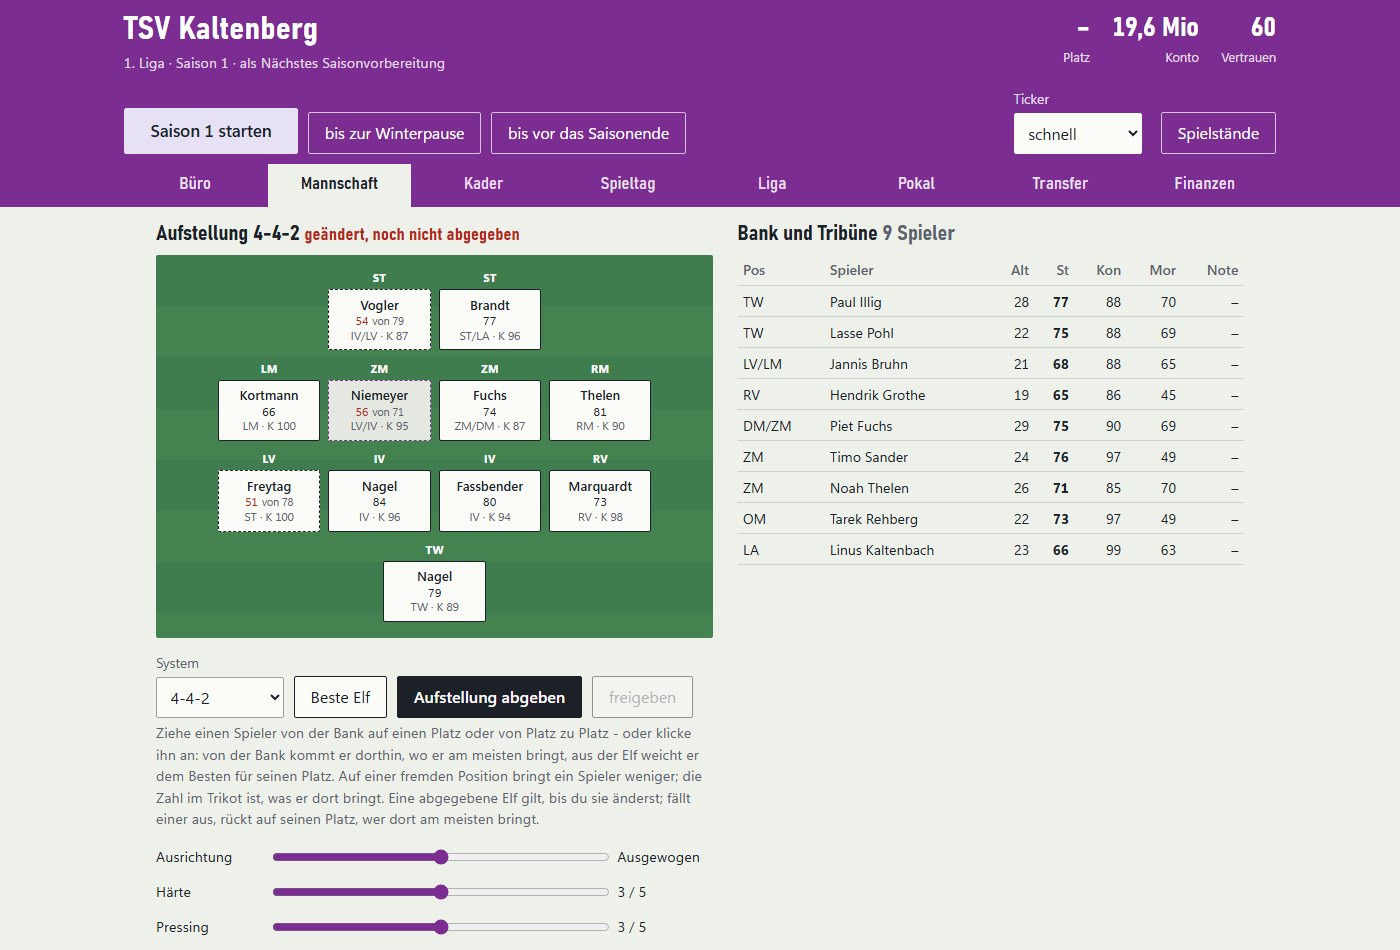 TSV Kaltenberg
1. Liga · Saison 1 · als Nächstes Saisonvorbereitung
– 19,6 Mio 60
Platz Konto Vertrauen
Saison 1 starten bis zur Winterpause bis vor das Saisonende
Ticker
schnell Spielstände
Büro Mannschaft Kader Spieltag Liga Pokal Transfer Finanzen
Aufstellung 4-4-2 geändert, noch nicht abgegeben
ST ST
Vogler Brandt
54 von 79 77
IV/LV · K 87 ST/LA · K 96
LM ZM ZM RM
Kortmann Niemeyer Fuchs Thelen
66 56 von 71 74 81
LM · K 100 LV/IV · K 95 ZM/DM · K 87 RM · K 90
LV IV IV RV
Freytag Nagel Fassbender Marquardt
51 von 78 84 80 73
ST · K 100 IV · K 96 IV · K 94 RV · K 98
TW
Nagel
79
TW · K 89
System
4-4-2 Beste Elf Aufstellung abgeben freigeben
Ziehe einen Spieler von der Bank auf einen Platz oder von Platz zu Platz - oder klicke
ihn an: von der Bank kommt er dorthin, wo er am meisten bringt, aus der Elf weicht er
dem Besten für seinen Platz. Auf einer fremden Position bringt ein Spieler weniger; die
Zahl im Trikot ist, was er dort bringt. Eine abgegebene Elf gilt, bis du sie änderst; fällt
einer aus, rückt auf seinen Platz, wer dort am meisten bringt.
Ausrichtung Ausgewogen
Härte 3 / 5
Pressing 3 / 5
Bank und Tribüne 9 Spieler
Pos Spieler Alt St Kon Mor Note
TW Paul Illig 28 77 88 70 –
TW Lasse Pohl 22 75 88 69 –
LV/LM Jannis Bruhn 21 68 88 65 –
RV Hendrik Grothe 19 65 86 45 –
DM/ZM Piet Fuchs 29 75 90 69 –
ZM Timo Sander 24 76 97 49 –
ZM Noah Thelen 26 71 85 70 –
OM Tarek Rehberg 22 73 97 49 –
LA Linus Kaltenbach 23 66 99 63 –